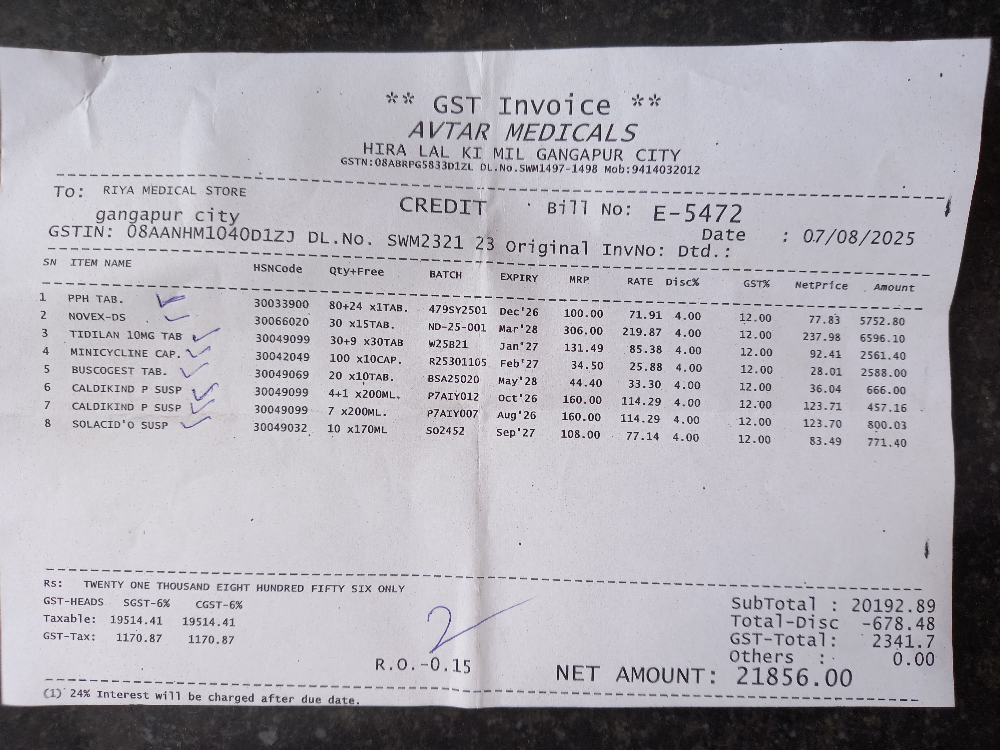 ** GST Invoice **
AVTAR MEDICALS
HIRA LAL KI MIL GANGAPUR CITY
GSTN:08ABRPG5833D1ZL DL.No.SWM1497-1498 Mob:9414032012
To: RIYA MEDICAL STORE
CREDIT Bill No: E-5472
gangapur city
Date : 07/08/2025
GSTIN: 08AANHM1040D1ZJ DL.No. SWM2321 23 Original InvNo: Dtd.:
SN ITEM NAME HSNCode Qty+Free BATCH EXPIRY MRP RATE Disc% GST% NetPrice Amount
1 PPH TAB. 30033900 80+24 x1TAB. 479SY2501 Dec'26 100.00 71.91 4.00 12.00 77.83 5752.80
2 NOVEX-DS 30066020 30 x15TAB. ND-25-001 Mar'28 306.00 219.87 4.00 12.00 237.98 6596.10
3 TIDILAN 10MG TAB 30049099 30+9 x30TAB W25B21 Jan'27 131.49 85.38 4.00 12.00 92.41 2561.40
4 MINICYCLINE CAP. 30042049 100 x10CAP. R25301105 Feb'27 34.50 25.88 4.00 12.00 28.01 2588.00
5 BUSCOGEST TAB. 30049069 20 x10TAB. BSA25020 May'28 44.40 33.30 4.00 12.00 36.04 666.00
6 CALDIKIND P SUSP 30049099 4+1 x200ML. P7AIY012 Oct'26 160.00 114.29 4.00 12.00 123.71 457.16
7 CALDIKIND P SUSP 30049099 7 x200ML. P7AIY007 Aug'26 160.00 114.29 4.00 12.00 123.70 800.03
8 SOLACID'O SUSP 30049032 10 x170ML SO2452 Sep'27 108.00 77.14 4.00 12.00 83.49 771.40
Rs: TWENTY ONE THOUSAND EIGHT HUNDRED FIFTY SIX ONLY
GST-HEADS SGST-6% CGST-6%
SubTotal : 20192.89
Taxable: 19514.41 19514.41
Total-Disc -678.48
GST-Tax: 1170.87 1170.87
GST-Total: 2341.7
2
Others : 0.00
R.O.-0.15
NET AMOUNT: 21856.00
(1) 24% Interest will be charged after due date.